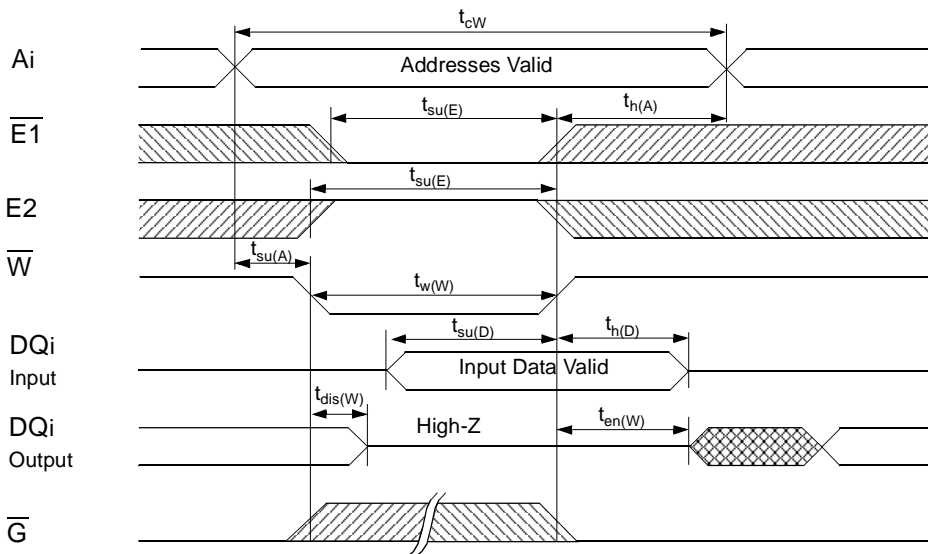 t_cW
Ai
Addresses Valid
t_su(E)
t_h(A)
E̅1̅
t_su(E)
E2
t_su(A)
W̅
t_w(W)
t_su(D)
t_h(D)
DQi
Input
Input Data Valid
t_dis(W)
DQi
Output
High-Z
t_en(W)
G̅